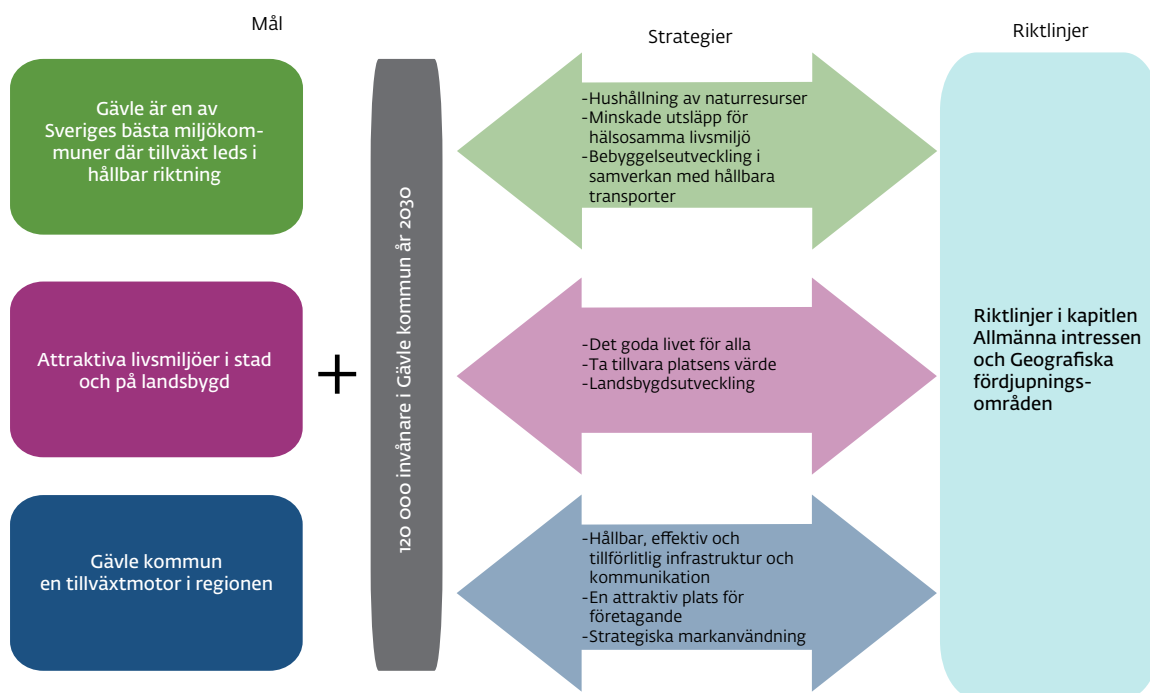 Mål
Strategier
Riktlinjer
Gävle är en av
Sveriges bästa miljökom-
muner där tillväxt leds i
hållbar riktning
Attraktiva livsmiljöer i stad
och på landsbygd
Gävle kommun
en tillväxtmotor i regionen
+
120 000 invånare i Gävle kommun år 2030
-Hushållning av naturresurser
-Minskade utsläpp för
hälsosamma livsmiljö
-Bebyggelseutveckling i
samverkan med hållbara
transporter
-Det goda livet för alla
-Ta tillvara platsens värde
-Landsbygdsutveckling
-Hållbar, effektiv och
tillförlitlig infrastruktur och
kommunikation
-En attraktiv plats för
företagande
-Strategiska markanvändning
Riktlinjer i kapitlen
Allmänna intressen
och Geografiska
fördjupnings-
områden